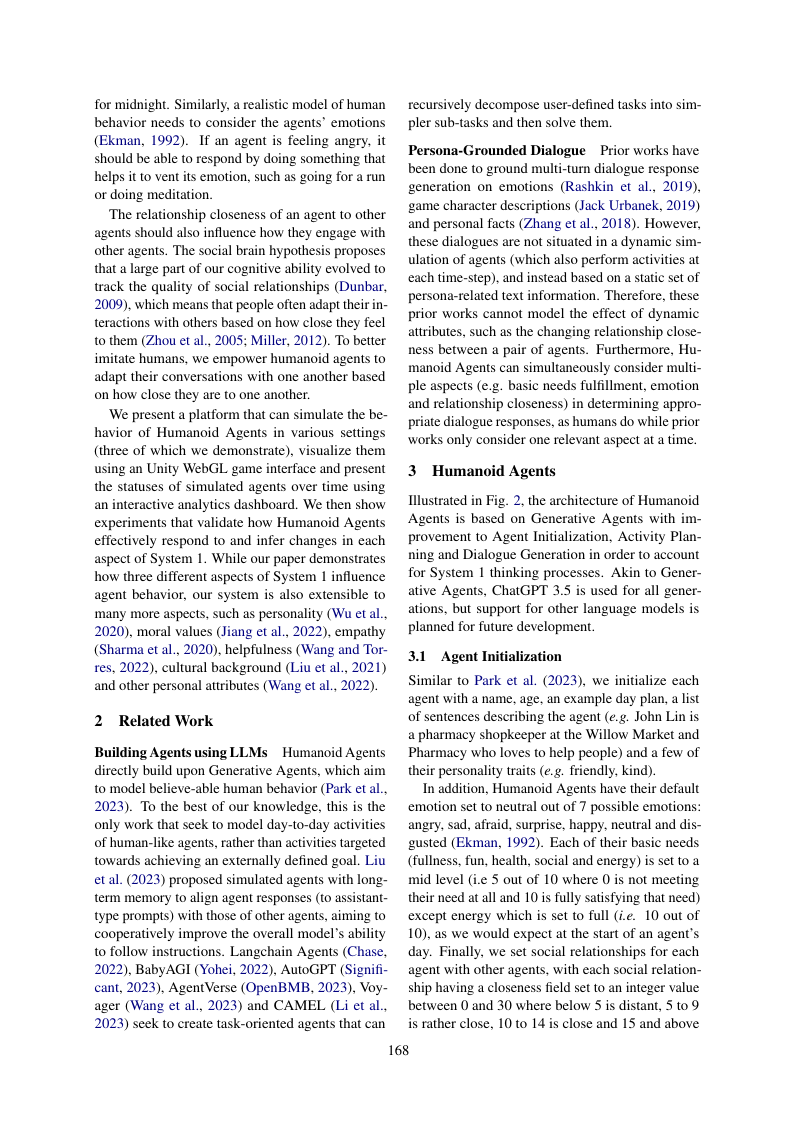 for midnight. Similarly, a realistic model of human
behavior needs to consider the agents' emotions
(Ekman, 1992). If an agent is feeling angry, it
should be able to respond by doing something that
helps it to vent its emotion, such as going for a run
or doing meditation.
The relationship closeness of an agent to other
agents should also influence how they engage with
other agents. The social brain hypothesis proposes
that a large part of our cognitive ability evolved to
track the quality of social relationships (Dunbar,
2009), which means that people often adapt their in-
teractions with others based on how close they feel
to them (Zhou et al., 2005; Miller, 2012). To better
imitate humans, we empower humanoid agents to
adapt their conversations with one another based
on how close they are to one another.
We present a platform that can simulate the be-
havior of Humanoid Agents in various settings
(three of which we demonstrate), visualize them
using an Unity WebGL game interface and present
the statuses of simulated agents over time using
an interactive analytics dashboard. We then show
experiments that validate how Humanoid Agents
effectively respond to and infer changes in each
aspect of System 1. While our paper demonstrates
how three different aspects of System 1 influence
agent behavior, our system is also extensible to
many more aspects, such as personality (Wu et al.,
2020), moral values (Jiang et al., 2022), empathy
(Sharma et al., 2020), helpfulness (Wang and Tor-
res, 2022), cultural background (Liu et al., 2021)
and other personal attributes (Wang et al., 2022).
2 Related Work
Building Agents using LLMs Humanoid Agents
directly build upon Generative Agents, which aim
to model believe-able human behavior (Park et al.,
2023). To the best of our knowledge, this is the
only work that seek to model day-to-day activities
of human-like agents, rather than activities targeted
towards achieving an externally defined goal. Liu
et al. (2023) proposed simulated agents with long-
term memory to align agent responses (to assistant-
type prompts) with those of other agents, aiming to
cooperatively improve the overall model's ability
to follow instructions. Langchain Agents (Chase,
2022), BabyAGI (Yohei, 2022), AutoGPT (Signifi-
cant, 2023), AgentVerse (OpenBMB, 2023), Voy-
ager (Wang et al., 2023) and CAMEL (Li et al.,
2023) seek to create task-oriented agents that can
recursively decompose user-defined tasks into sim-
pler sub-tasks and then solve them.
Persona-Grounded Dialogue Prior works have
been done to ground multi-turn dialogue response
generation on emotions (Rashkin et al., 2019),
game character descriptions (Jack Urbanek, 2019)
and personal facts (Zhang et al., 2018). However,
these dialogues are not situated in a dynamic sim-
ulation of agents (which also perform activities at
each time-step), and instead based on a static set of
persona-related text information. Therefore, these
prior works cannot model the effect of dynamic
attributes, such as the changing relationship close-
ness between a pair of agents. Furthermore, Hu-
manoid Agents can simultaneously consider multi-
ple aspects (e.g. basic needs fulfillment, emotion
and relationship closeness) in determining appro-
priate dialogue responses, as humans do while prior
works only consider one relevant aspect at a time.
3 Humanoid Agents
Illustrated in Fig. 2, the architecture of Humanoid
Agents is based on Generative Agents with im-
provement to Agent Initialization, Activity Plan-
ning and Dialogue Generation in order to account
for System 1 thinking processes. Akin to Gener-
ative Agents, ChatGPT 3.5 is used for all gener-
ations, but support for other language models is
planned for future development.
3.1 Agent Initialization
Similar to Park et al. (2023), we initialize each
agent with a name, age, an example day plan, a list
of sentences describing the agent (e.g. John Lin is
a pharmacy shopkeeper at the Willow Market and
Pharmacy who loves to help people) and a few of
their personality traits (e.g. friendly, kind).
In addition, Humanoid Agents have their default
emotion set to neutral out of 7 possible emotions:
angry, sad, afraid, surprise, happy, neutral and dis-
gusted (Ekman, 1992). Each of their basic needs
(fullness, fun, health, social and energy) is set to a
mid level (i.e 5 out of 10 where 0 is not meeting
their need at all and 10 is fully satisfying that need)
except energy which is set to full (i.e. 10 out of
10), as we would expect at the start of an agent's
day. Finally, we set social relationships for each
agent with other agents, with each social relation-
ship having a closeness field set to an integer value
between 0 and 30 where below 5 is distant, 5 to 9
is rather close, 10 to 14 is close and 15 and above
168